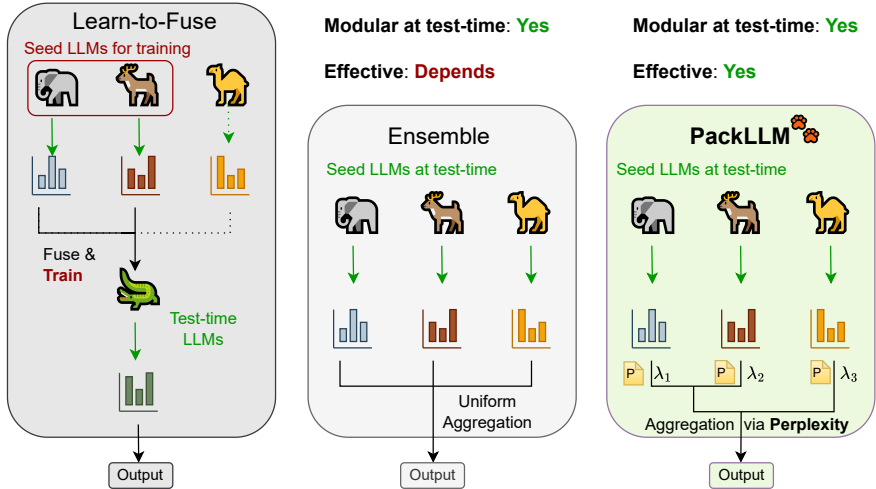 Learn-to-Fuse
Seed LLMs for training
Fuse &
Train
Test-time
LLMs
Output
Modular at test-time: Yes
Effective: Depends
Ensemble
Seed LLMs at test-time
Uniform
Aggregation
Output
Modular at test-time: Yes
Effective: Yes
PackLLM
Seed LLMs at test-time
P λ1 P λ2 P λ3
Aggregation via Perplexity
Output